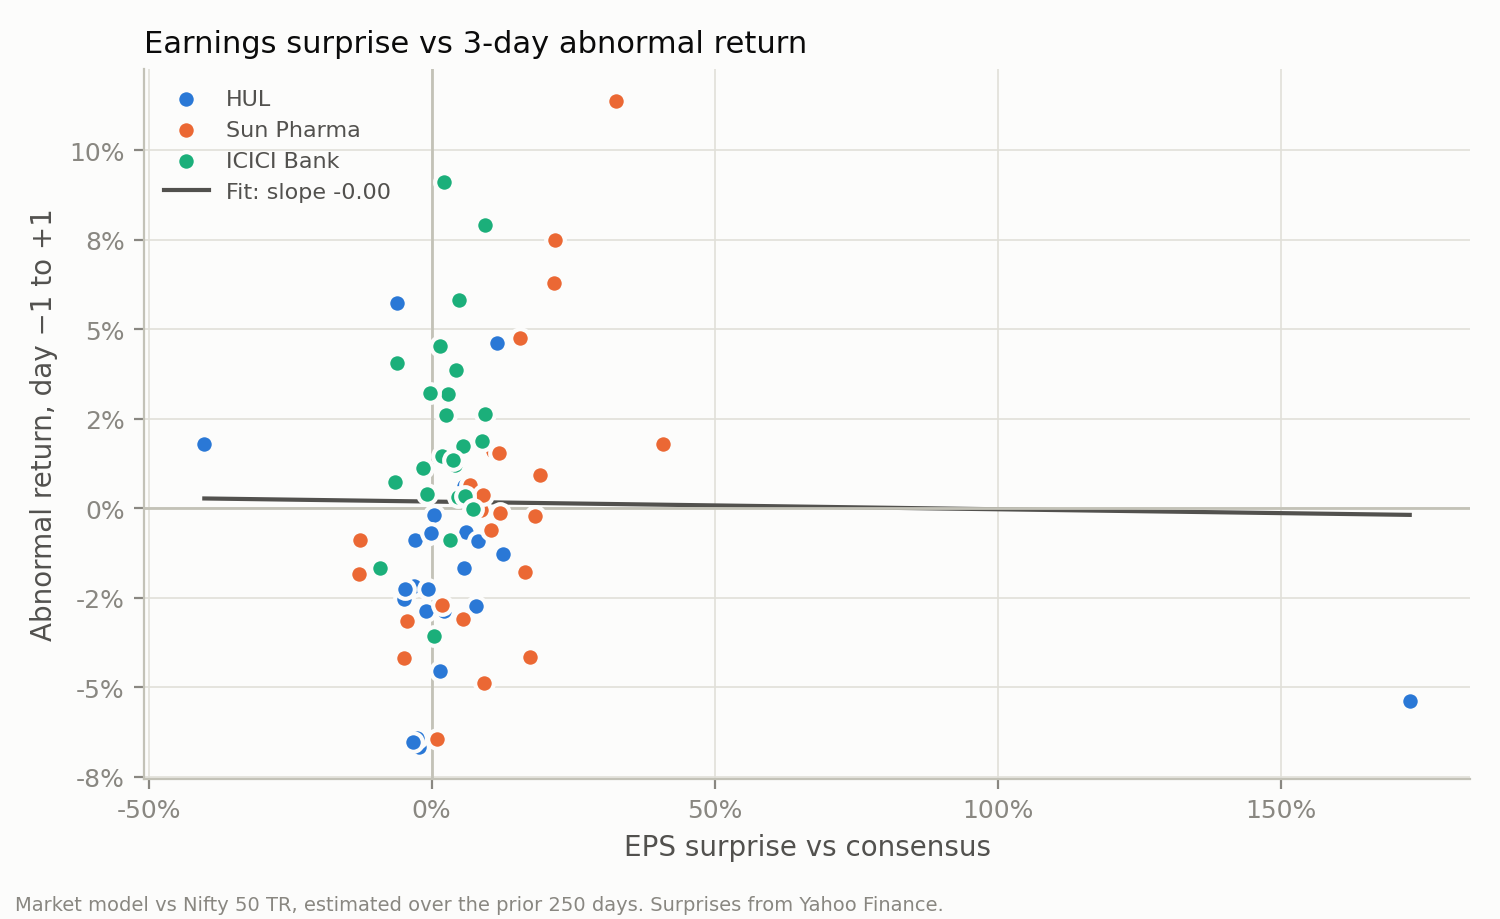 Earnings surprise vs 3-day abnormal return
HUL
Sun Pharma
ICICI Bank
Fit: slope -0.00
10%
8%
5%
2%
0%
-2%
-5%
-8%
Abnormal return, day −1 to +1
-50%
0%
50%
100%
150%
EPS surprise vs consensus
Market model vs Nifty 50 TR, estimated over the prior 250 days. Surprises from Yahoo Finance.